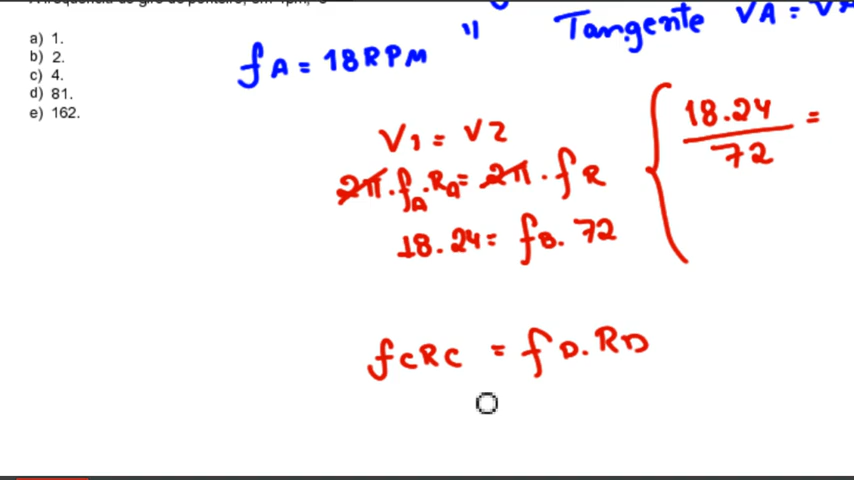 a) 1.
b) 2.
c) 4.
d) 81.
e) 162.
fA = 18RPM "
Tangente VA = V
V1 = V2
2π.fA.RA= 2π.fR
18.24= fB.72
18.24 =
72
fCRC = fD.RD